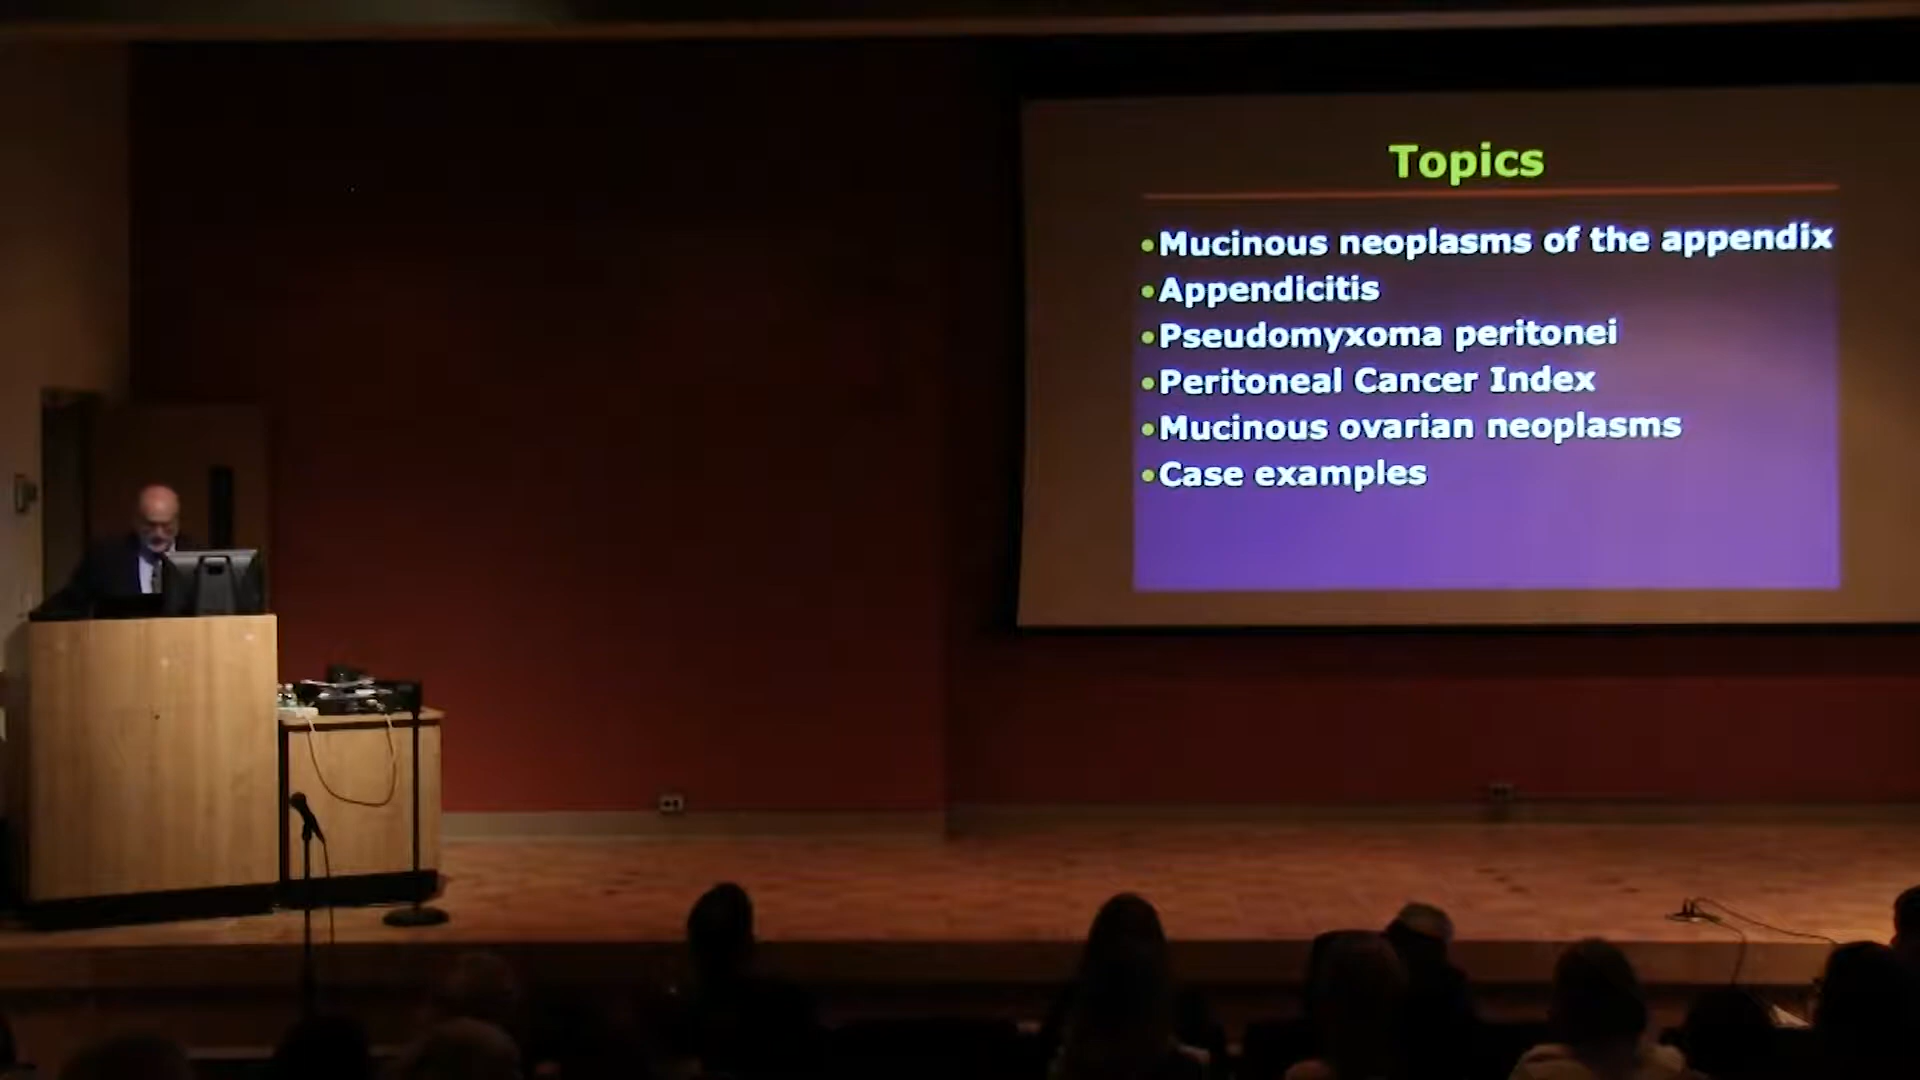 Topics
•Mucinous neoplasms of the appendix
•Appendicitis
•Pseudomyxoma peritonei
•Peritoneal Cancer Index
•Mucinous ovarian neoplasms
•Case examples